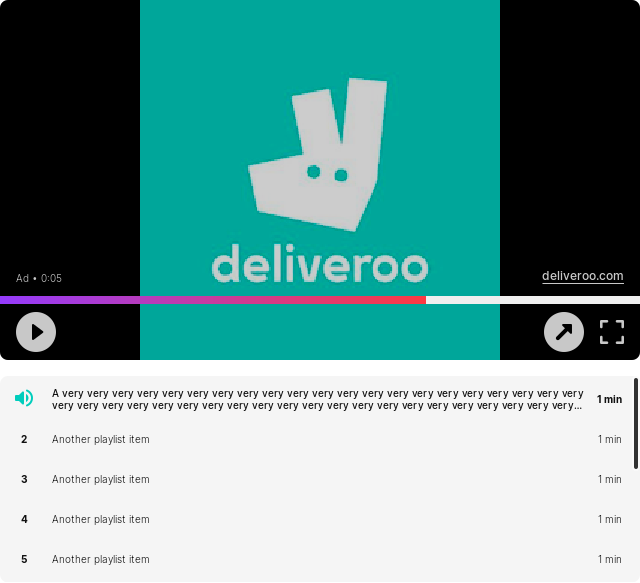 deliveroo
Ad • 0:05
deliveroo.com
A very very very very very very very very very very very very very very very very very very very very very
very very very very very very very very very very very very very very very very very very very very very...
1 min
2 Another playlist item 1 min
3 Another playlist item 1 min
4 Another playlist item 1 min
5 Another playlist item 1 min